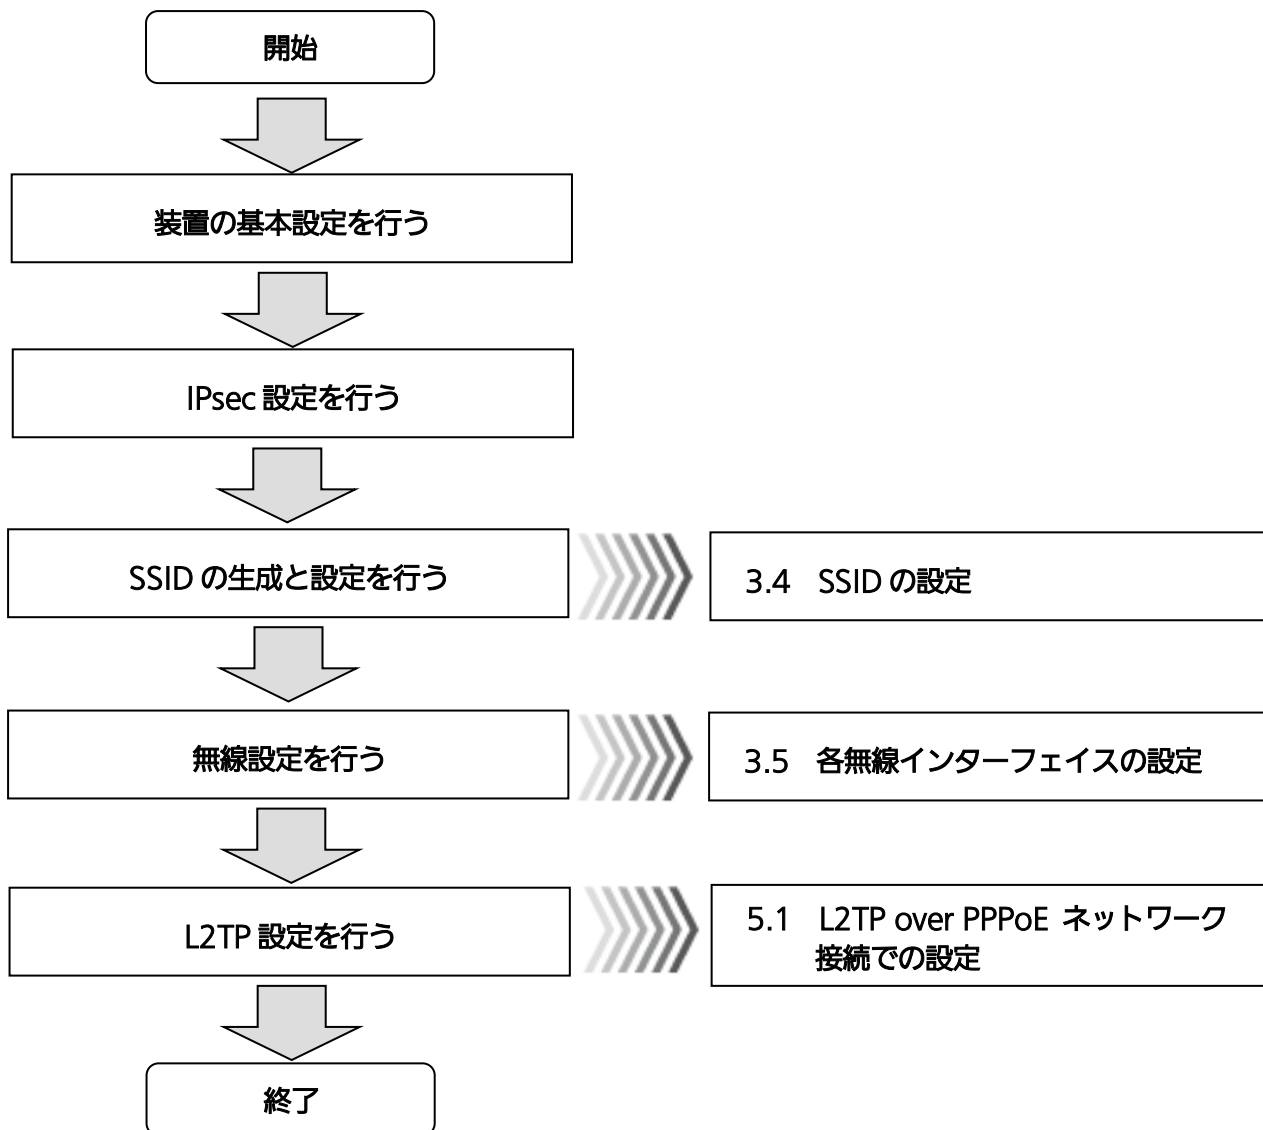 開始
装置の基本設定を行う
IPsec 設定を行う
SSID の生成と設定を行う
3.4 SSID の設定
無線設定を行う
3.5 各無線インターフェイスの設定
L2TP 設定を行う
5.1 L2TP over PPPoE ネットワーク
接続での設定
終了